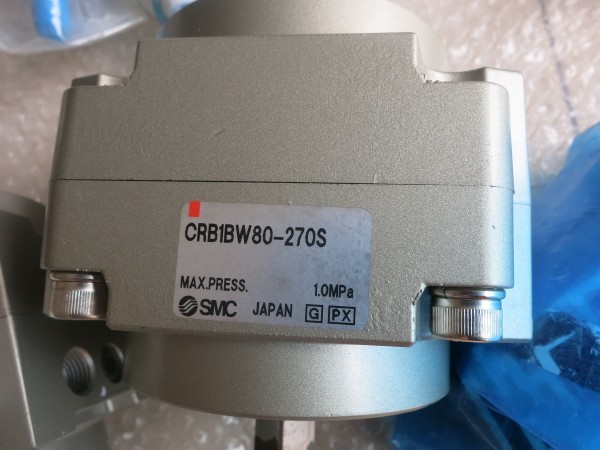 CRB1BW80-270S
MAX.PRESS. 1.0MPa
SMC JAPAN G PX